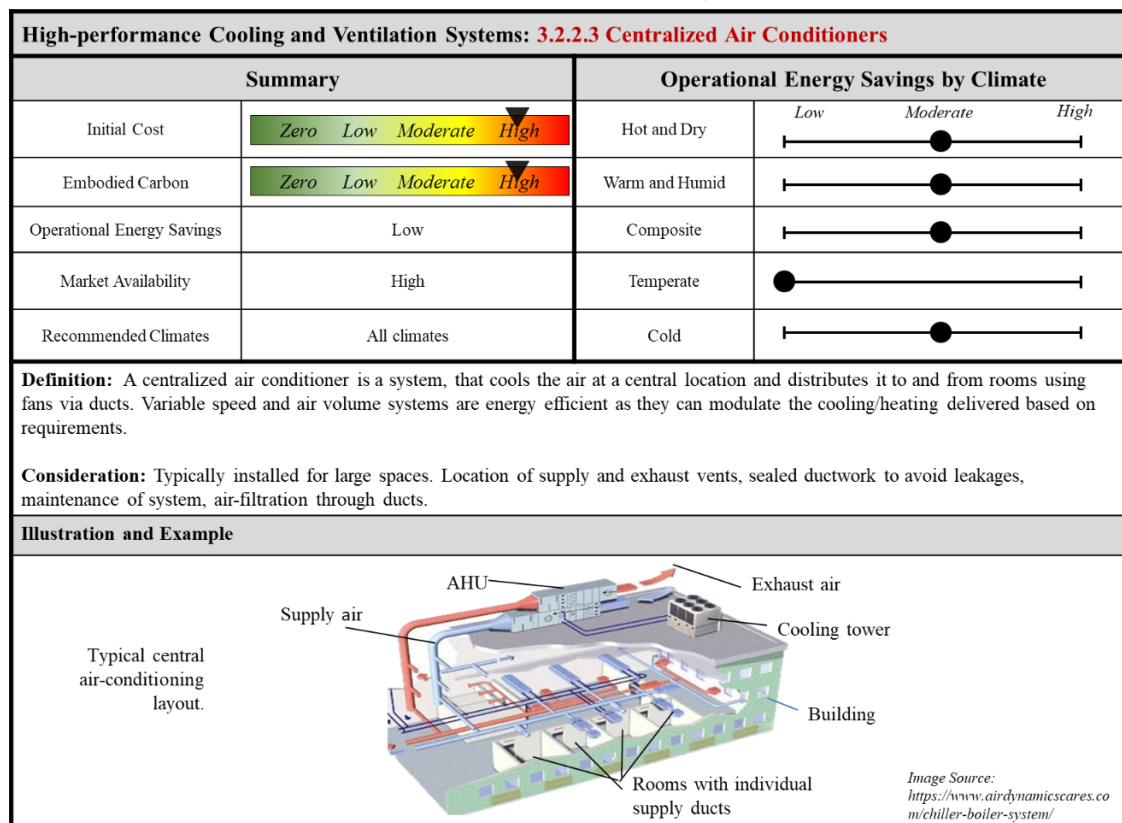 High-performance Cooling and Ventilation Systems: 3.2.2.3 Centralized Air Conditioners
Summary
Operational Energy Savings by Climate
Initial Cost
Zero Low Moderate High
Hot and Dry
Low Moderate High
Embodied Carbon
Zero Low Moderate High
Warm and Humid
Operational Energy Savings
Low
Composite
Market Availability
High
Temperate
Recommended Climates
All climates
Cold
Definition: A centralized air conditioner is a system, that cools the air at a central location and distributes it to and from rooms using
fans via ducts. Variable speed and air volume systems are energy efficient as they can modulate the cooling/heating delivered based on
requirements.
Consideration: Typically installed for large spaces. Location of supply and exhaust vents, sealed ductwork to avoid leakages,
maintenance of system, air-filtration through ducts.
Illustration and Example
AHU
Exhaust air
Supply air
Cooling tower
Typical central
air-conditioning
layout.
Building
Rooms with individual
supply ducts
Image Source:
https://www.airdynamicscares.co
m/chiller-boiler-system/